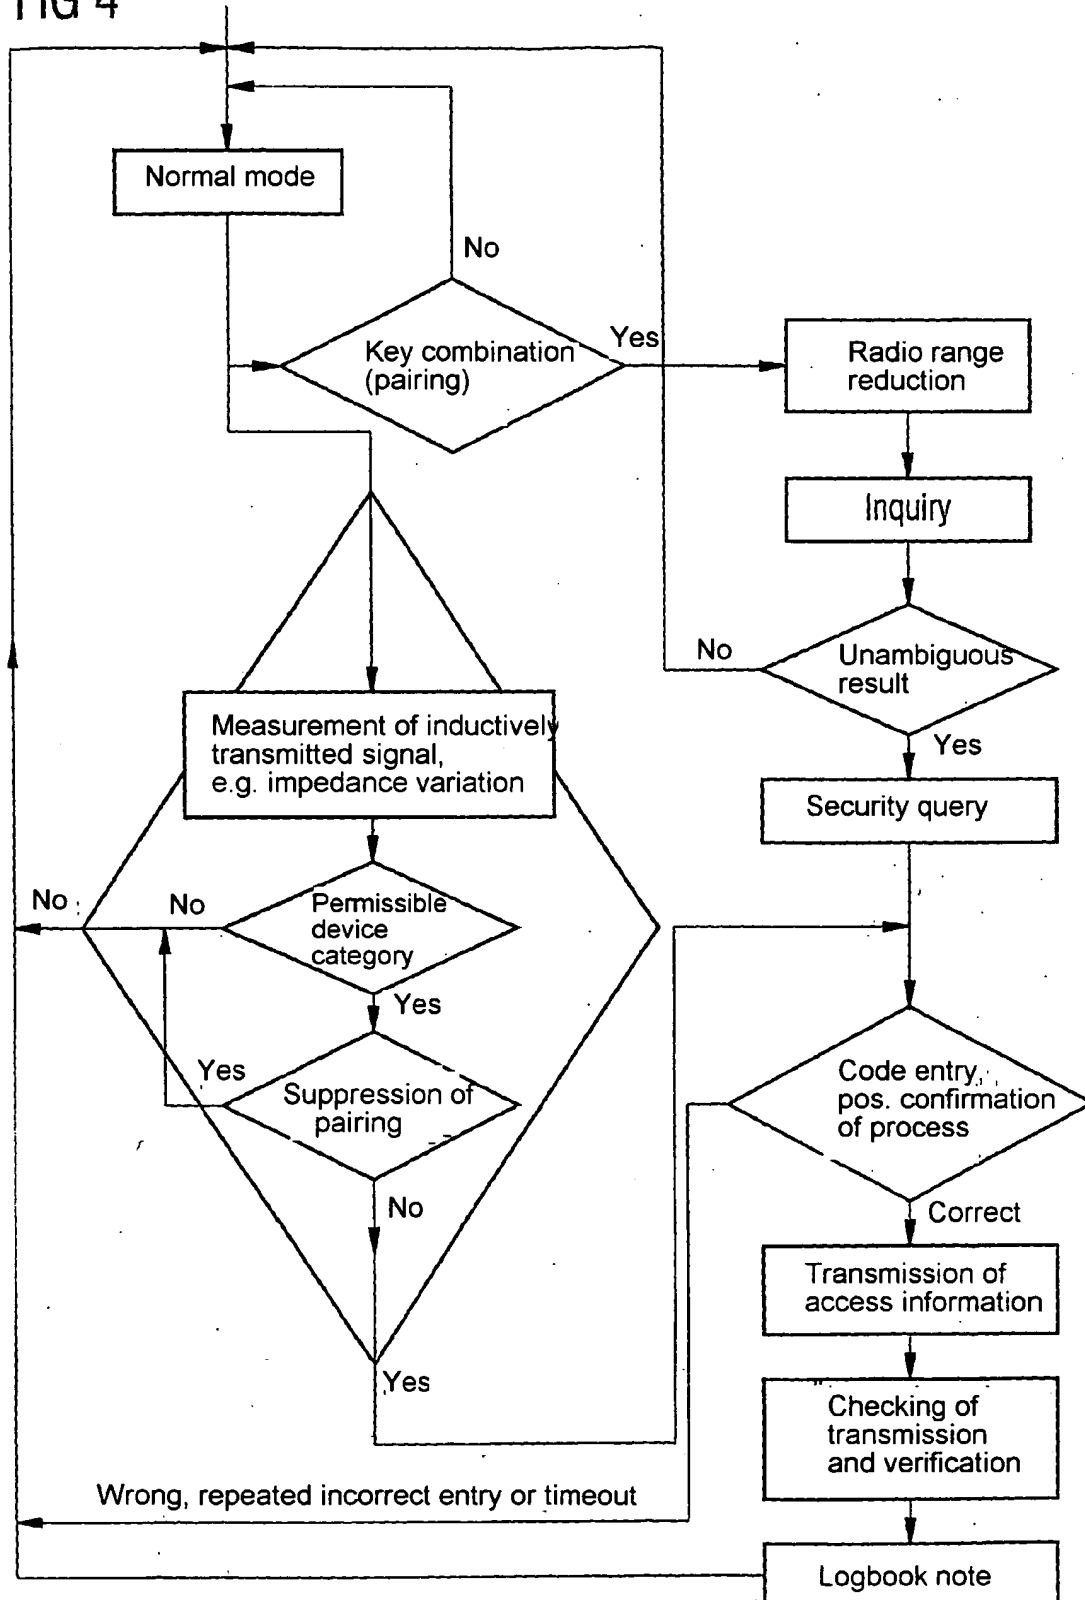 FIG 4
Normal mode
No
Key combination
(pairing)
Yes
Radio range
reduction
Inquiry
Unambiguous
result
No
Yes
Security query
Measurement of inductively
transmitted signal,
e.g. impedance variation
No
No
Permissible
device
category
Yes
Yes
Suppression of
pairing
No
Yes
Code entry,
pos. confirmation
of process
Correct
Transmission of
access information
Checking of
transmission
and verification
Wrong, repeated incorrect entry or timeout
Logbook note